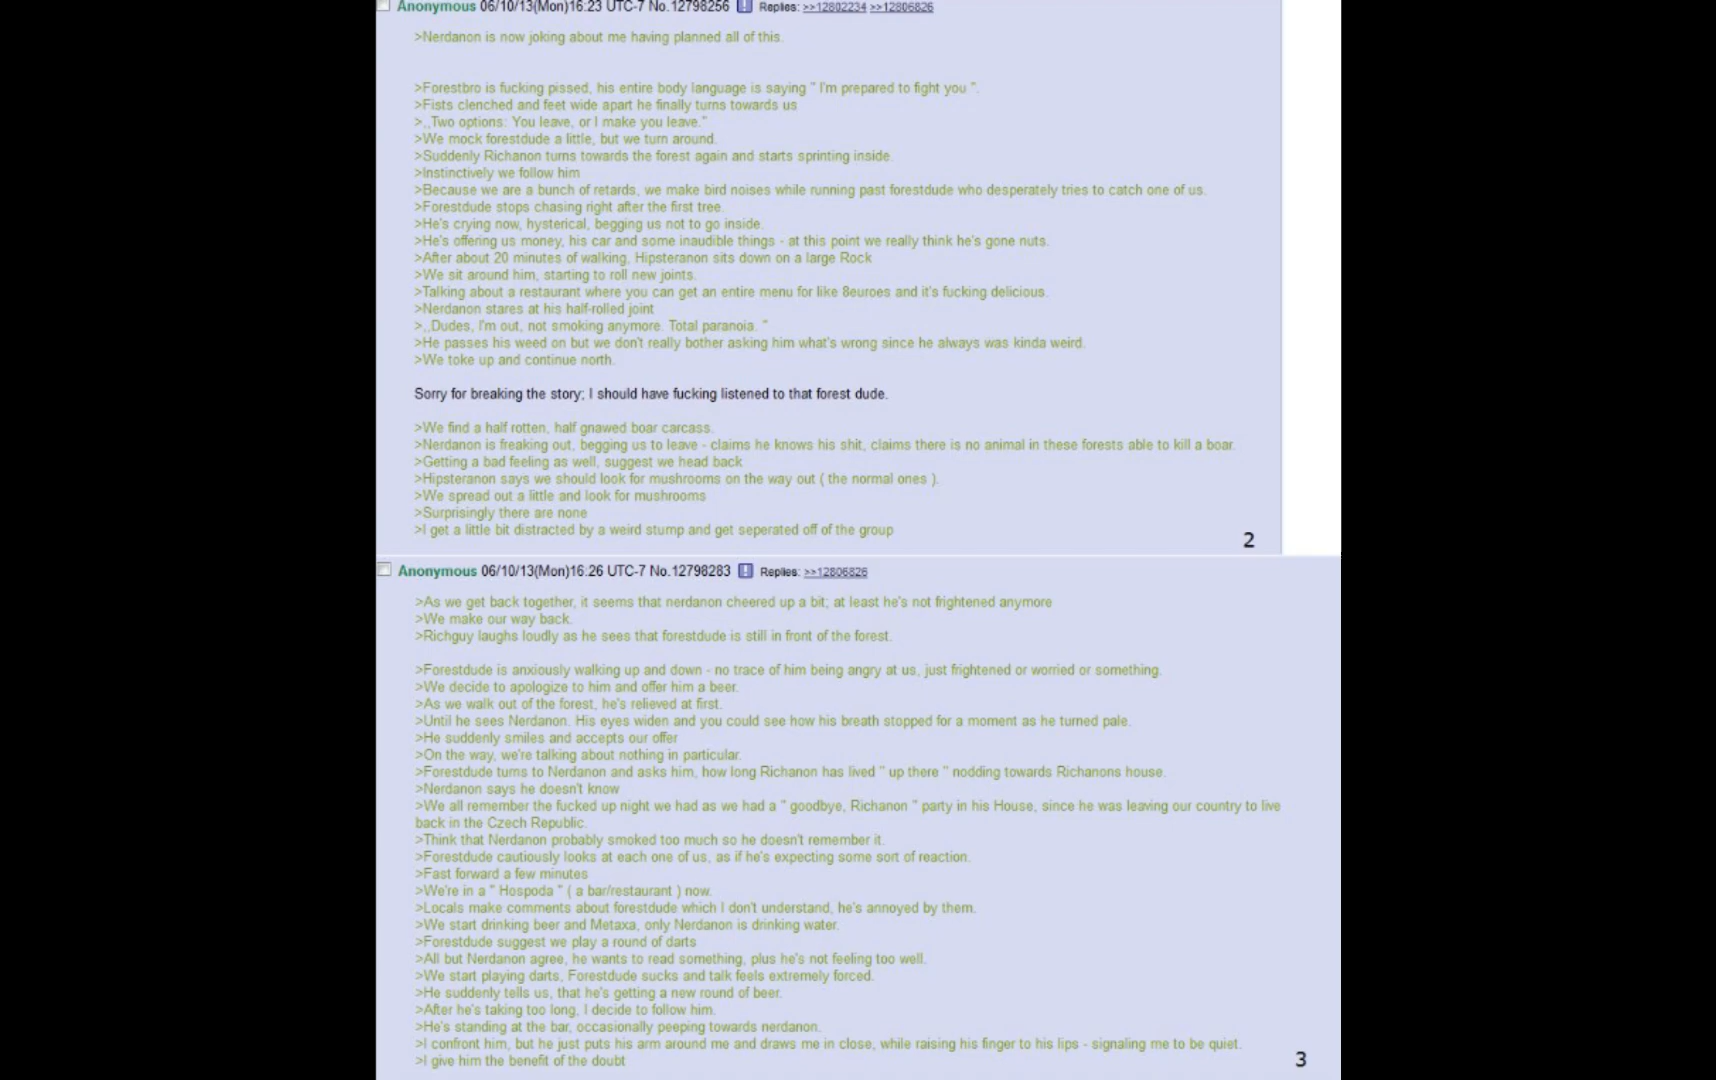 Anonymous 06/10/13(Mon)16:23 UTC-7 No.12798256 Replies: >>12802234 >>12806826
>Nerdanon is now joking about me having planned all of this.
>Forestbro is fucking pissed, his entire body language is saying " I'm prepared to fight you ".
>Fists clenched and feet wide apart he finally turns towards us
>,,Two options: You leave, or I make you leave."
>We mock forestdude a little, but we turn around.
>Suddenly Richanon turns towards the forest again and starts sprinting inside.
>Instinctively we follow him
>Because we are a bunch of retards, we make bird noises while running past forestdude who desperately tries to catch one of us.
>Forestdude stops chasing right after the first tree.
>He's crying now, hysterical, begging us not to go inside.
>He's offering us money, his car and some inaudible things - at this point we really think he's gone nuts.
>After about 20 minutes of walking, Hipsteranon sits down on a large Rock
>We sit around him, starting to roll new joints.
>Talking about a restaurant where you can get an entire menu for like 8euroes and it's fucking delicious.
>Nerdanon stares at his half-rolled joint
>,,Dudes, I'm out, not smoking anymore. Total paranoia. "
>He passes his weed on but we don't really bother asking him what's wrong since he always was kinda weird.
>We toke up and continue north.
Sorry for breaking the story; I should have fucking listened to that forest dude.
>We find a half rotten, half gnawed boar carcass.
>Nerdanon is freaking out, begging us to leave - claims he knows his shit, claims there is no animal in these forests able to kill a boar.
>Getting a bad feeling as well, suggest we head back
>Hipsteranon says we should look for mushrooms on the way out ( the normal ones ).
>We spread out a little and look for mushrooms
>Surprisingly there are none
>I get a little bit distracted by a weird stump and get seperated off of the group
2
Anonymous 06/10/13(Mon)16:26 UTC-7 No.12798283 Replies: >>12806826
>As we get back together, it seems that nerdanon cheered up a bit; at least he's not frightened anymore
>We make our way back.
>Richguy laughs loudly as he sees that forestdude is still in front of the forest.
>Forestdude is anxiously walking up and down - no trace of him being angry at us, just frightened or worried or something.
>We decide to apologize to him and offer him a beer.
>As we walk out of the forest, he's relieved at first.
>Until he sees Nerdanon. His eyes widen and you could see how his breath stopped for a moment as he turned pale.
>He suddenly smiles and accepts our offer
>On the way, we're talking about nothing in particular.
>Forestdude turns to Nerdanon and asks him, how long Richanon has lived " up there " nodding towards Richanons house.
>Nerdanon says he doesn't know
>We all remember the fucked up night we had as we had a " goodbye, Richanon " party in his House, since he was leaving our country to live
back in the Czech Republic.
>Think that Nerdanon probably smoked too much so he doesn't remember it.
>Forestdude cautiously looks at each one of us, as if he's expecting some sort of reaction.
>Fast forward a few minutes
>We're in a " Hospoda " ( a bar/restaurant ) now.
>Locals make comments about forestdude which I don't understand, he's annoyed by them.
>We start drinking beer and Metaxa, only Nerdanon is drinking water.
>Forestdude suggest we play a round of darts
>All but Nerdanon agree, he wants to read something, plus he's not feeling too well.
>We start playing darts, Forestdude sucks and talk feels extremely forced.
>He suddenly tells us, that he's getting a new round of beer.
>After he's taking too long, I decide to follow him.
>He's standing at the bar, occasionally peeping towards nerdanon.
>I confront him, but he just puts his arm around me and draws me in close, while raising his finger to his lips - signaling me to be quiet.
>I give him the benefit of the doubt
3